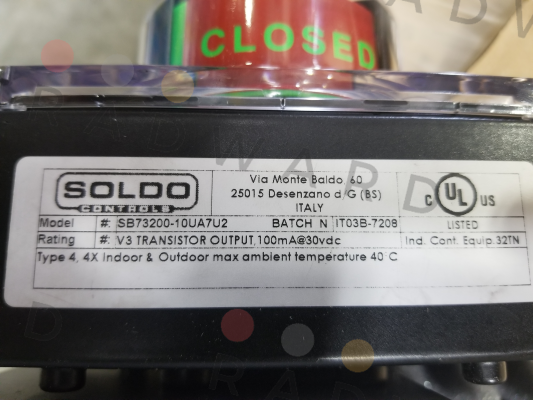 CLOSED
SOLDO
CONTROLS
Via Monte Baldo, 60
25015 Desenzano d/G (BS)
ITALY
C UL US
LISTED
Model #: SB73200-10UA7U2 BATCH N IT03B-7208
Rating #: V3 TRANSISTOR OUTPUT,100mA@30vdc Ind. Cont. Equip.32TN
Type 4, 4X Indoor & Outdoor max ambient temperature 40°C